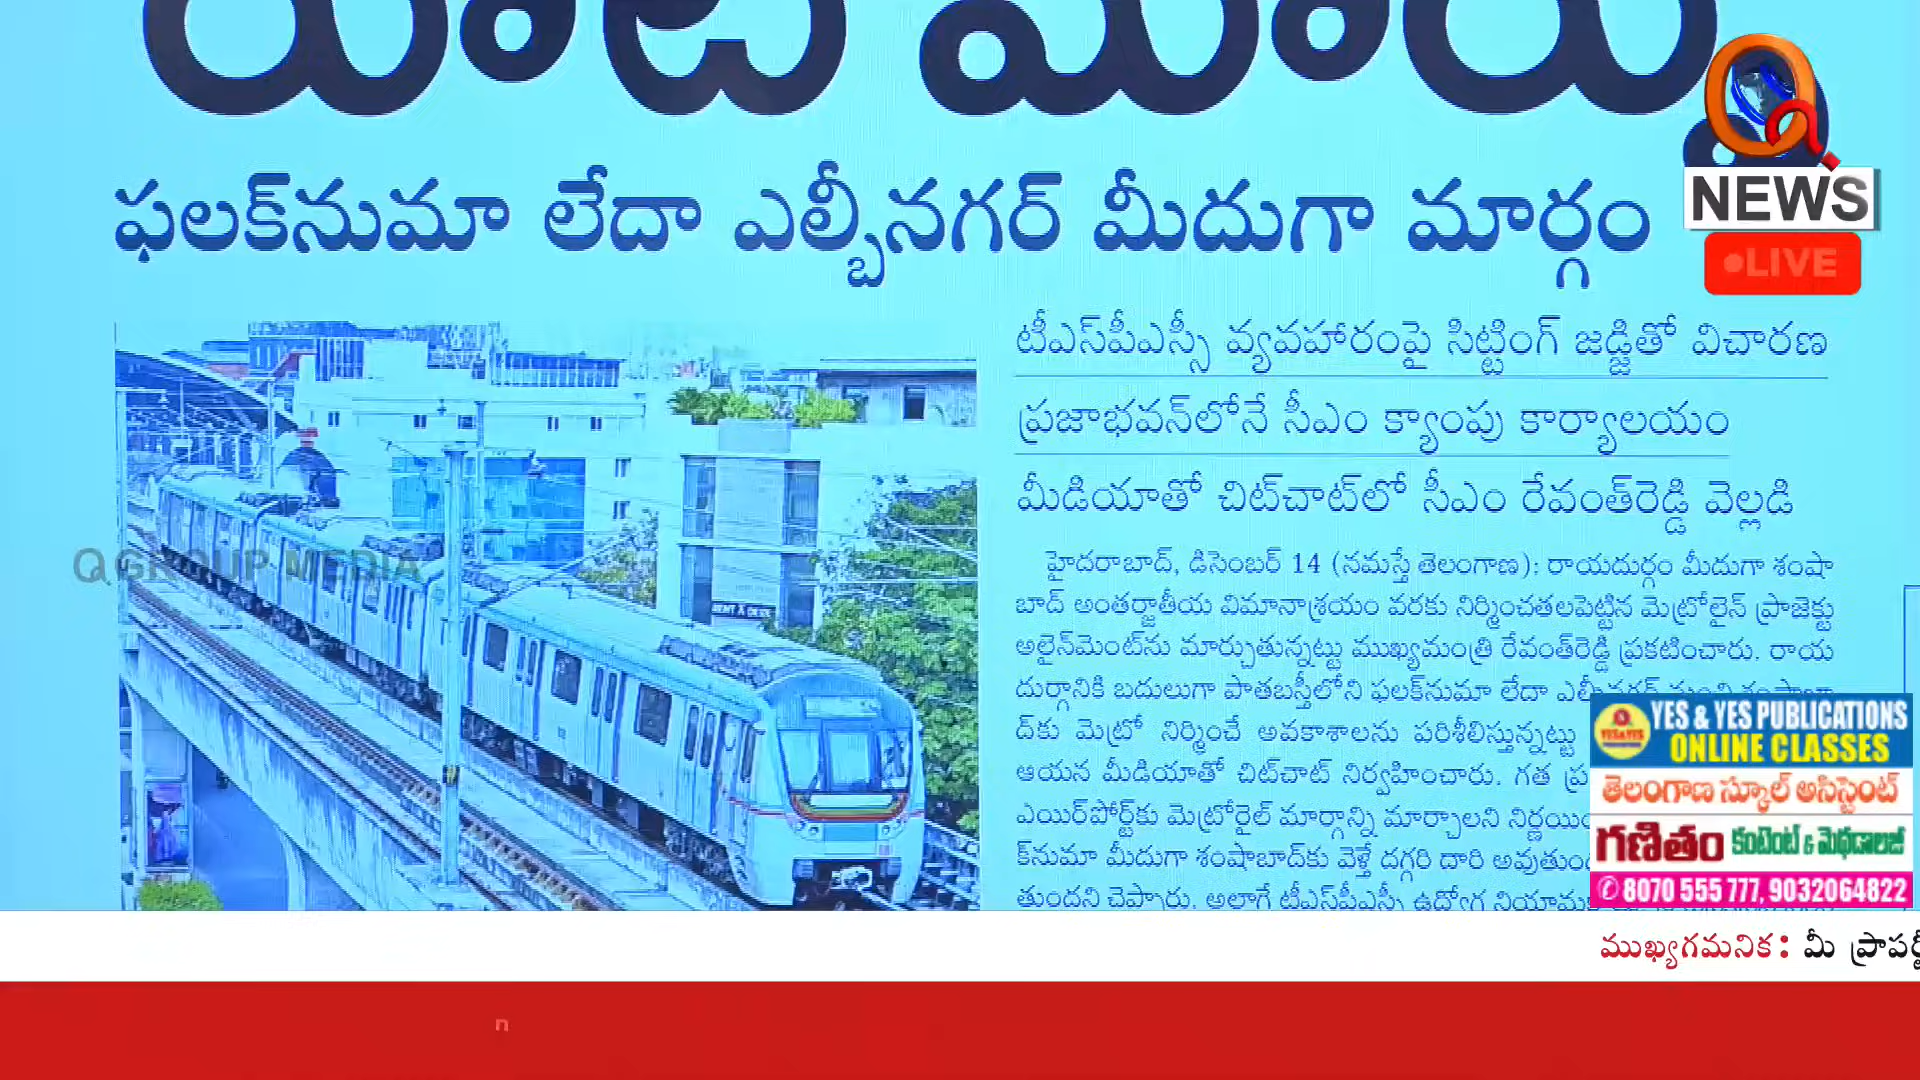 ఫలక్‌నుమా లేదా ఎల్బీనగర్ మీదుగా మార్గం
NEWS
LIVE
టీఎస్‌పీఎస్సీ వ్యవహారంపై సిట్టింగ్ జడ్జితో విచారణ
ప్రజాభవన్‌లోనే సీఎం క్యాంపు కార్యాలయం
మీడియాతో చిట్‌చాట్‌లో సీఎం రేవంత్‌రెడ్డి వెల్లడి
హైదరాబాద్, డిసెంబర్ 14 (నమస్తే తెలంగాణ): రాయదుర్గం మీదుగా శంషా
బాద్ అంతర్జాతీయ విమానాశ్రయం వరకు నిర్మించతలపెట్టిన మెట్రోలైన్ ప్రాజెక్టు
అలైన్‌మెంట్‌ను మార్చుతున్నట్టు ముఖ్యమంత్రి రేవంత్‌రెడ్డి ప్రకటించారు. రాయ
దుర్గానికి బదులుగా పాతబస్తీలోని ఫలక్‌నుమా లేదా
ద్‌కు మెట్రో నిర్మించే అవకాశాలను పరిశీలిస్తున్నట్టు
ఆయన మీడియాతో చిట్‌చాట్ నిర్వహించారు. గత
ఎయిర్‌పోర్ట్‌కు మెట్రోరైల్ మార్గాన్ని మార్చాలని
క్‌నుమా మీదుగా శంషాబాద్‌కు వెళ్తే దగ్గరి దారి
తుందని చెప్పారు. అలాగే టీఎస్‌పీఎస్సీ ఉద్యోగ
Q GROUP MEDIA
YES & YES PUBLICATIONS
ONLINE CLASSES
తెలంగాణ స్కూల్ అసిస్టెంట్
గణితం కంటెంట్ & మెథడాలజీ
8070 555 777, 9032064822
ముఖ్యగమనిక: మీ
n